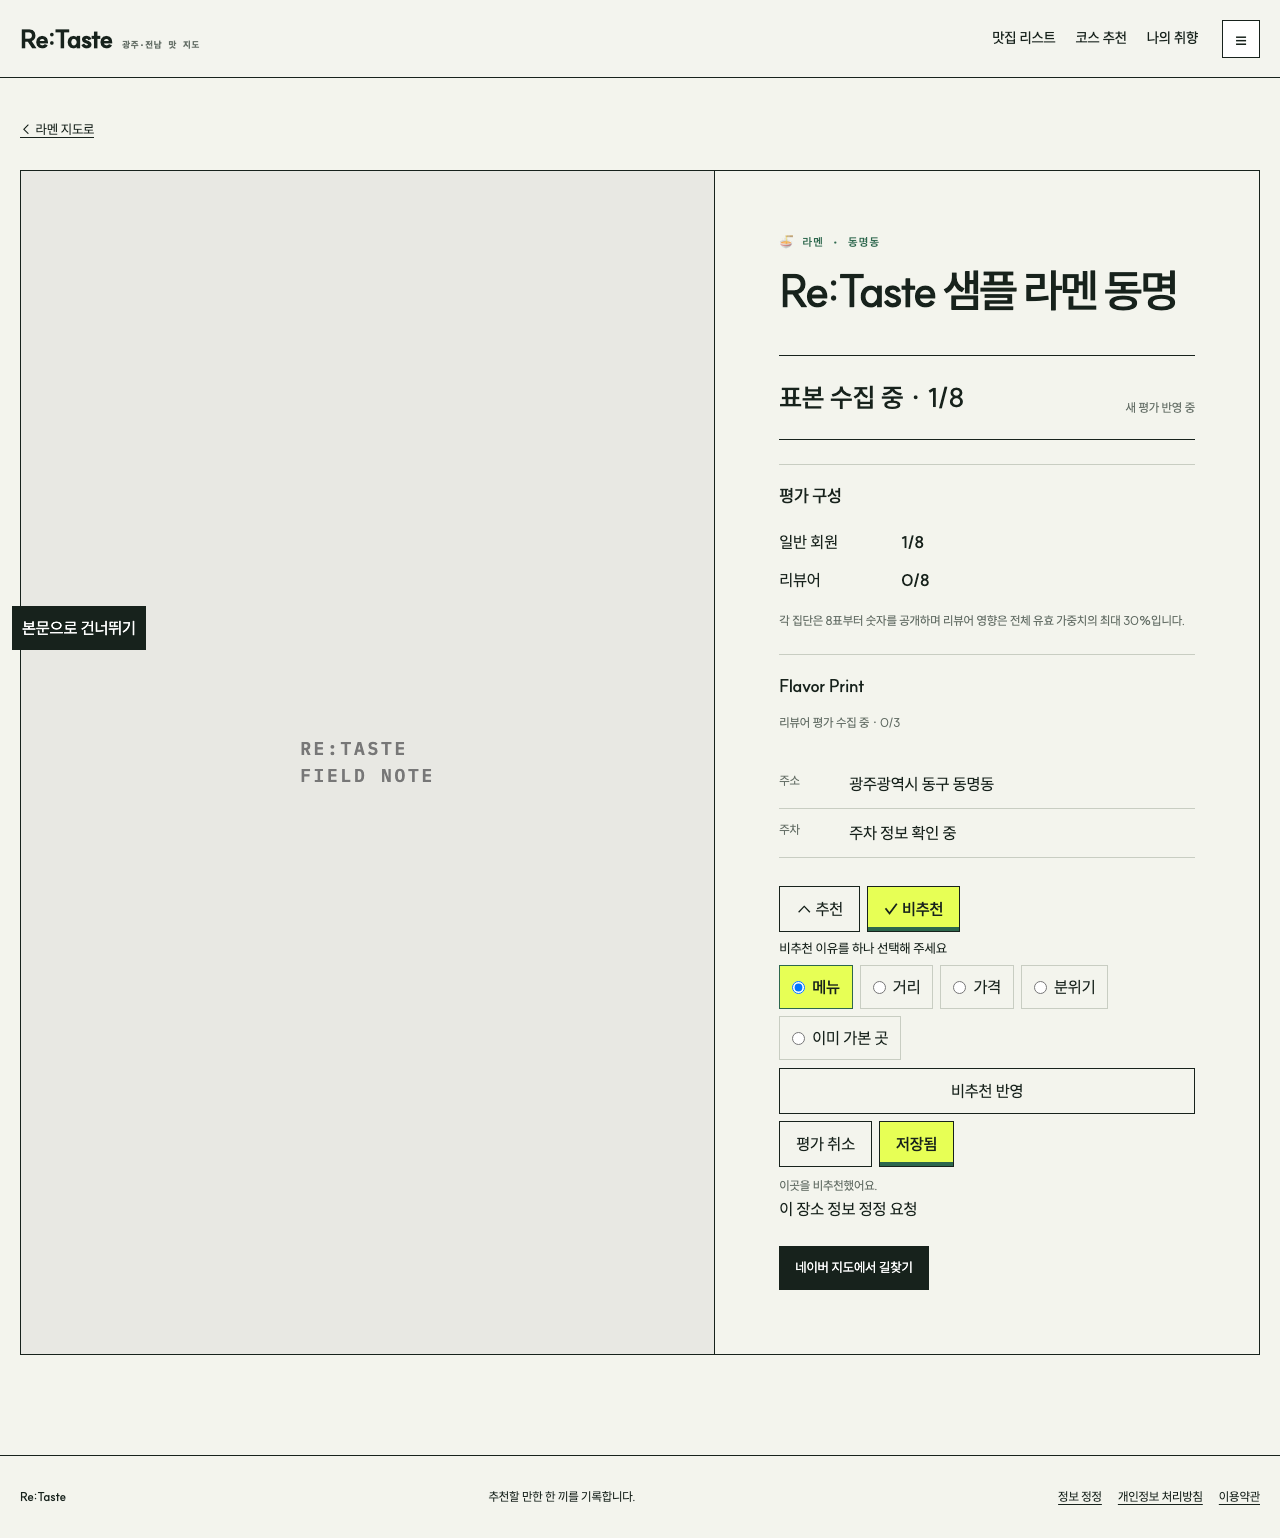 Re:Taste 광주·전남 맛 지도
맛집 리스트 코스 추천 나의 취향
라멘 지도로
라멘 · 동명동
Re:Taste 샘플 라멘 동명
표본 수집 중 · 1/8
새 평가 반영 중
평가 구성
일반 회원 1/8
리뷰어 0/8
각 집단은 8표부터 숫자를 공개하며 리뷰어 영향은 전체 유효 가중치의 최대 30%입니다.
본문으로 건너뛰기
Flavor Print
리뷰어 평가 수집 중 · 0/3
RE:TASTE
FIELD NOTE
주소 광주광역시 동구 동명동
주차 주차 정보 확인 중
추천 비추천
비추천 이유를 하나 선택해 주세요
메뉴 거리 가격 분위기
이미 가본 곳
비추천 반영
평가 취소 저장됨
이곳을 비추천했어요.
이 장소 정보 정정 요청
네이버 지도에서 길찾기
Re:Taste 추천할 만한 한 끼를 기록합니다. 정보 정정 개인정보 처리방침 이용약관